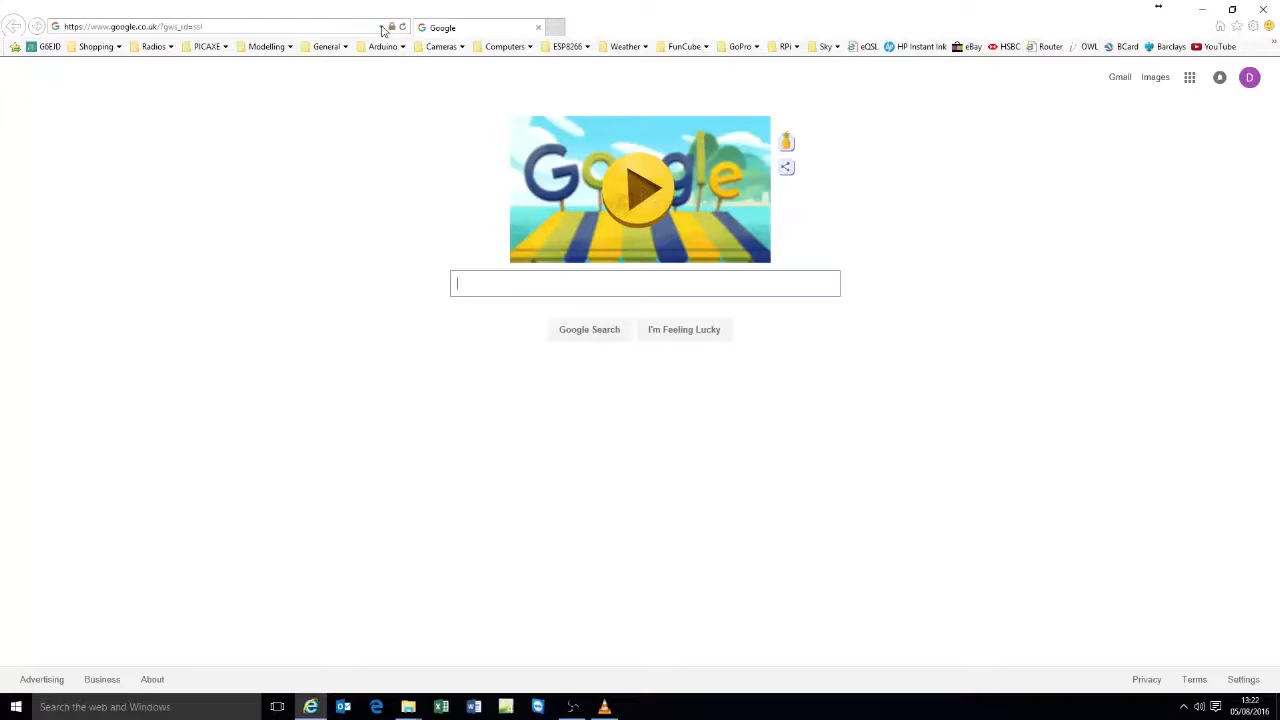 https://www.google.co.uk/?gws_rd=ssl
Google
G6EJD Shopping Radios PICAXE Modelling General Arduino Cameras Computers ESP8266 Weather FunCube GoPro RPi Sky eQSL HP Instant Ink eBay HSBC Router OWL BCard Barclays YouTube
Gmail Images D
Google
Google Search I'm Feeling Lucky
Advertising Business About Privacy Terms Settings
Search the web and Windows
13:22
05/08/2016